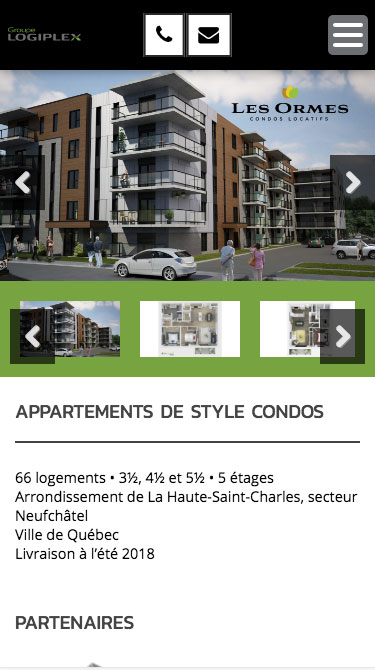 Groupe
LOGIPLEX
LES ORMES
CONDOS LOCATIFS
APPARTEMENTS DE STYLE CONDOS
66 logements • 3½, 4½ et 5½ • 5 étages
Arrondissement de La Haute-Saint-Charles, secteur
Neufchâtel
Ville de Québec
Livraison à l'été 2018
PARTENAIRES